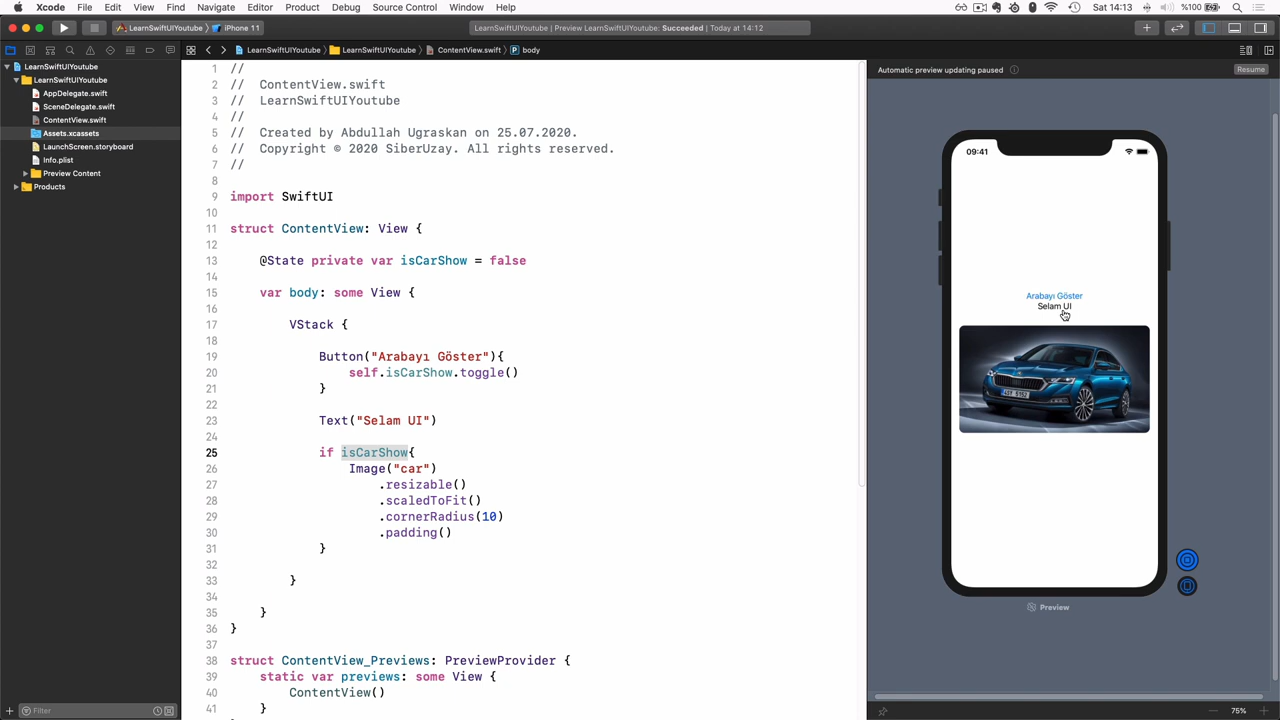 Xcode File Edit View Find Navigate Editor Product Debug Source Control Window Help
%100 Sat 14:13
LearnSwiftUIYoutube iPhone 11
LearnSwiftUIYoutube | Preview LearnSwiftUIYoutube: Succeeded | Today at 14:12
LearnSwiftUIYoutube LearnSwiftUIYoutube ContentView.swift P body
LearnSwiftUIYoutube
LearnSwiftUIYoutube
AppDelegate.swift
SceneDelegate.swift
ContentView.swift
Assets.xcassets
LaunchScreen.storyboard
Info.plist
Preview Content
Products
Filter
1 //
2 // ContentView.swift
3 // LearnSwiftUIYoutube
4 //
5 // Created by Abdullah Ugraskan on 25.07.2020.
6 // Copyright © 2020 SiberUzay. All rights reserved.
7 //
8
9 import SwiftUI
10
11 struct ContentView: View {
12
13 @State private var isCarShow = false
14
15 var body: some View {
16
17 VStack {
18
19 Button("Arabayı Göster"){
20 self.isCarShow.toggle()
21 }
22
23 Text("Selam UI")
24
25 if isCarShow{
26 Image("car")
27 .resizable()
28 .scaledToFit()
29 .cornerRadius(10)
30 .padding()
31 }
32
33 }
34
35 }
36 }
37
38 struct ContentView_Previews: PreviewProvider {
39 static var previews: some View {
40 ContentView()
41 }
Automatic preview updating paused
Resume
09:41
Arabayı Göster
Selam UI
Preview
75%